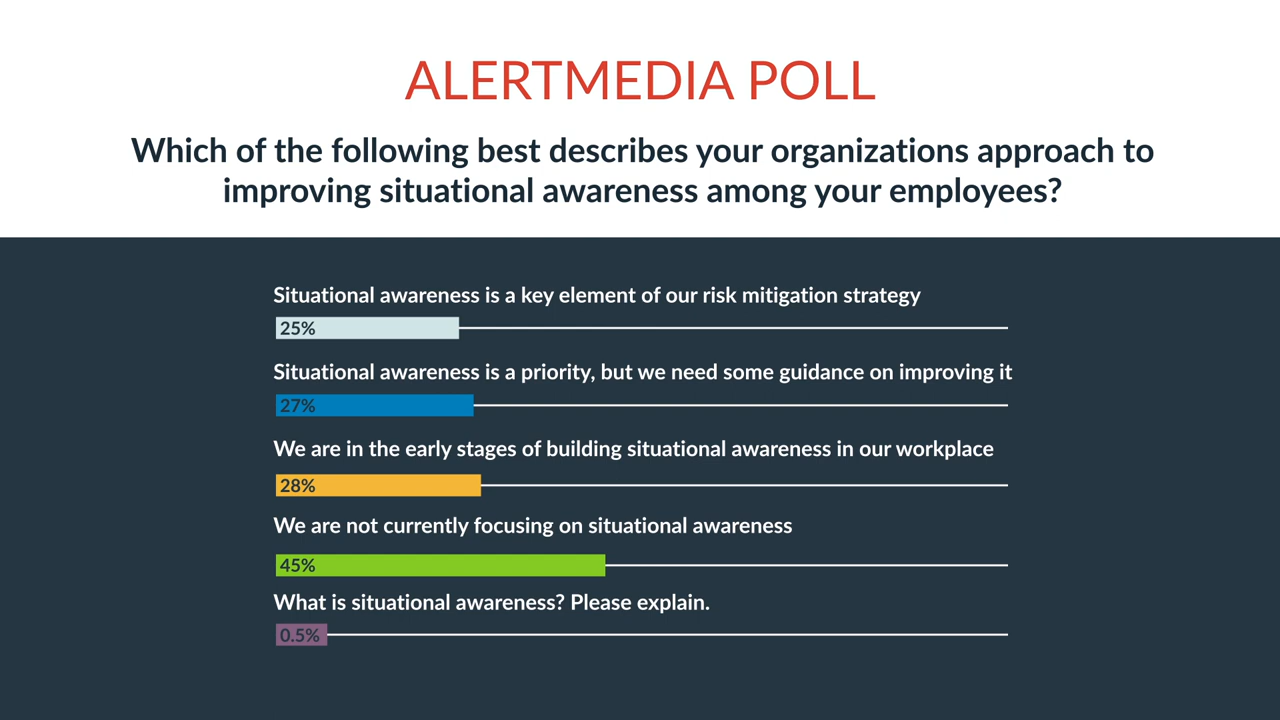 ALERTMEDIA POLL
Which of the following best describes your organizations approach to
improving situational awareness among your employees?
Situational awareness is a key element of our risk mitigation strategy
25%
Situational awareness is a priority, but we need some guidance on improving it
27%
We are in the early stages of building situational awareness in our workplace
28%
We are not currently focusing on situational awareness
45%
What is situational awareness? Please explain.
0.5%